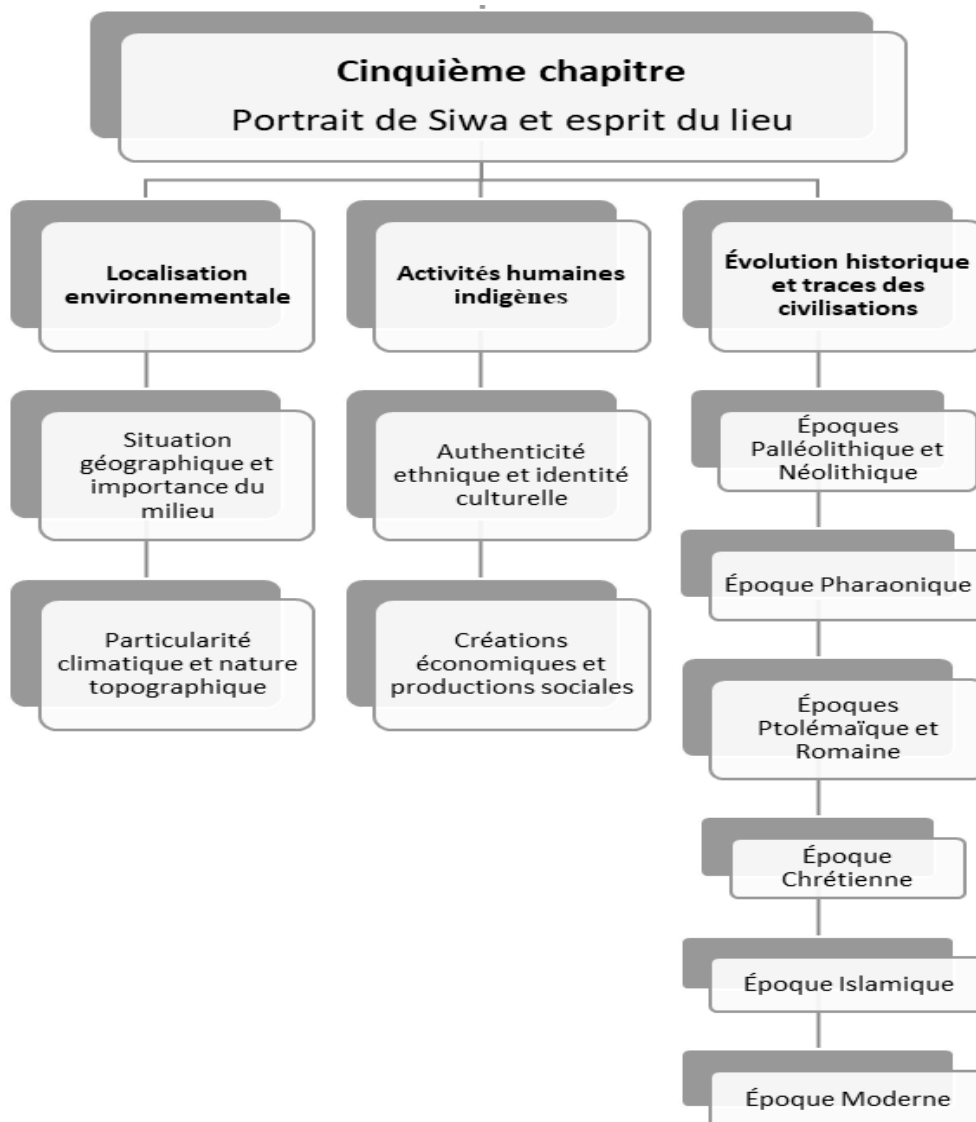 Cinquième chapitre
Portrait de Siwa et esprit du lieu
Localisation
environnementale
Situation
géographique et
importance du
milieu
Particularité
climatique et nature
topographique
Activités humaines
indigènes
Authenticité
ethnique et identité
culturelle
Créations
économiques et
productions sociales
Évolution historique
et traces des
civilisations
Époques
Palléolithique et
Néolithique
Époque Pharaonique
Époques
Ptolémaïque et
Romaine
Époque
Chrétienne
Époque Islamique
Époque Moderne